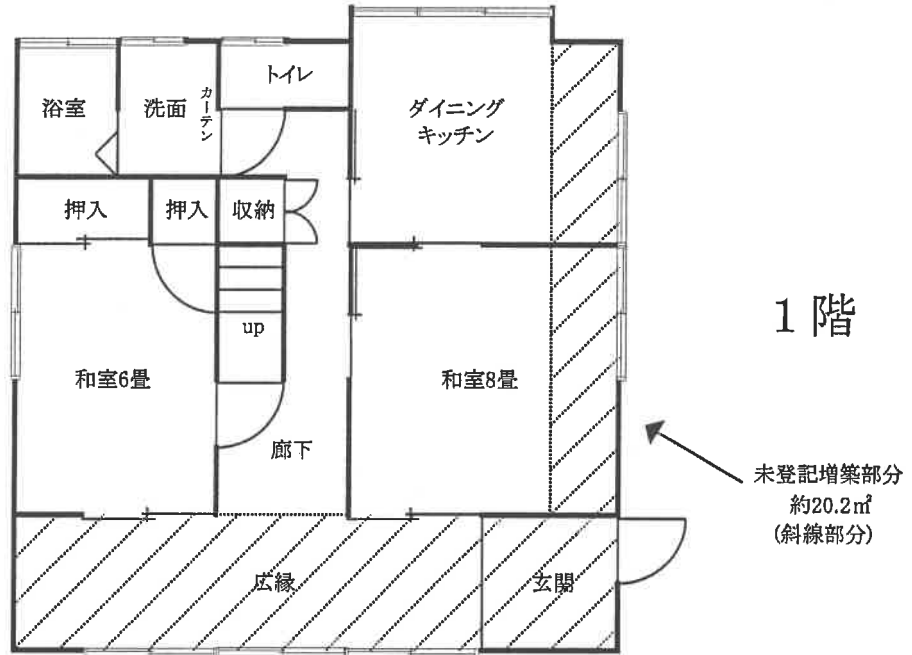 トイレ
浴室
洗面
カーテン
ダイニング
キッチン
押入
押入
収納
up
1階
和室6畳
和室8畳
廊下
未登記増築部分
約20.2㎡
(斜線部分)
広縁
玄関